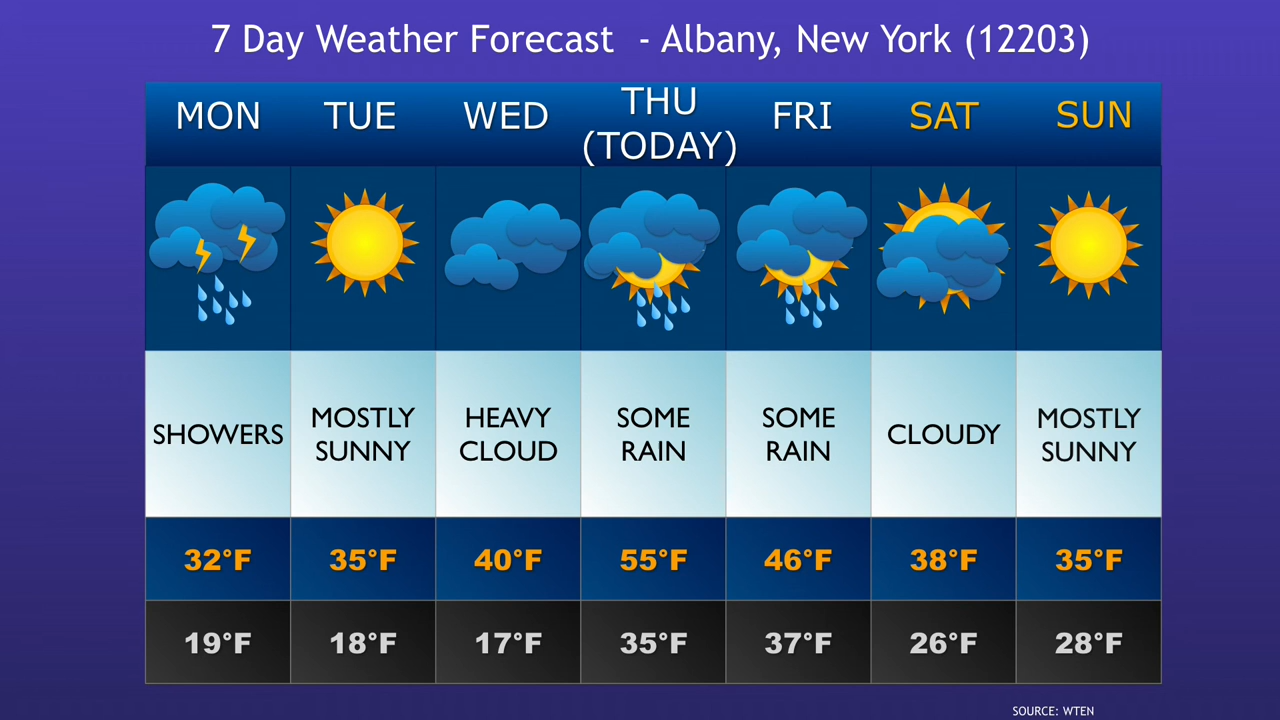 7 Day Weather Forecast  - Albany, New York (12203)
MON TUE WED THU (TODAY) FRI SAT SUN
SHOWERS
MOSTLY
SUNNY
HEAVY
CLOUD
SOME
RAIN
SOME
RAIN
CLOUDY
MOSTLY
SUNNY
32°F 35°F 40°F 55°F 46°F 38°F 35°F
19°F 18°F 17°F 35°F 37°F 26°F 28°F
SOURCE: WTEN